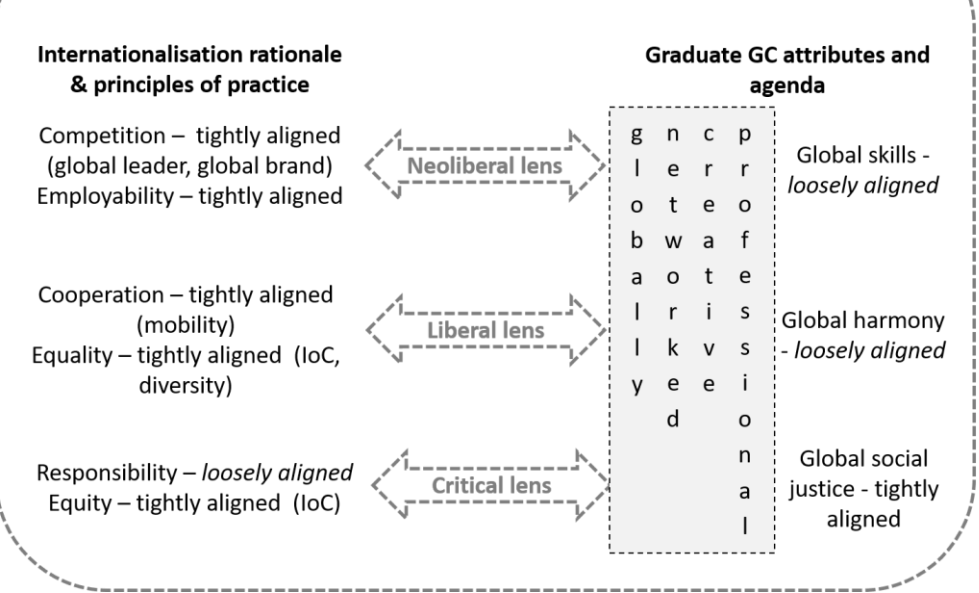 Internationalisation rationale
& principles of practice
Competition – tightly aligned
(global leader, global brand)
Employability – tightly aligned
Cooperation – tightly aligned
(mobility)
Equality – tightly aligned (IoC,
diversity)
Responsibility – loosely aligned
Equity – tightly aligned (IoC)
Neoliberal lens
Liberal lens
Critical lens
Graduate GC attributes and
agenda
globally
networked
creative
professional
Global skills -
loosely aligned
Global harmony
- loosely aligned
Global social
justice - tightly
aligned